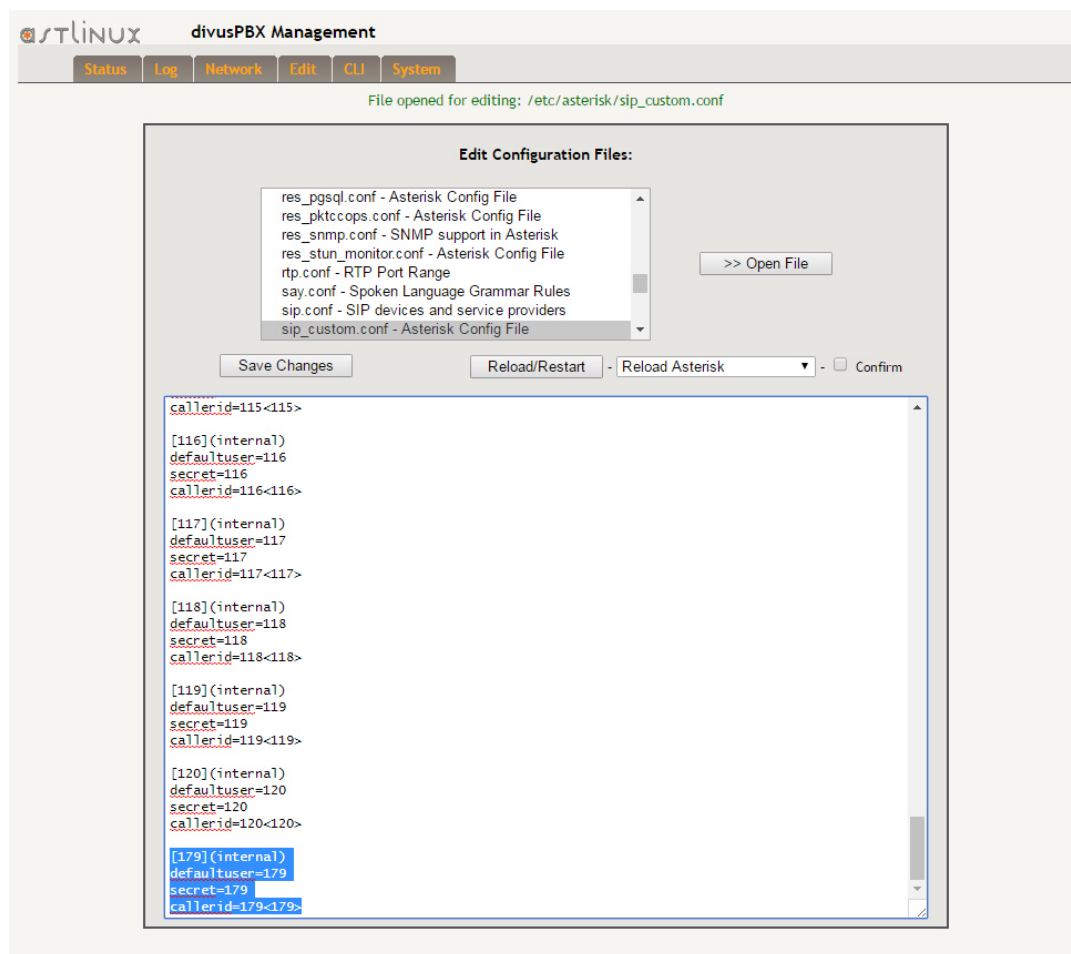 astlinux divusPBX Management
Status Log Network Edit CLI System
File opened for editing: /etc/asterisk/sip_custom.conf
Edit Configuration Files:
res_pgsql.conf - Asterisk Config File
res_pktccops.conf - Asterisk Config File
res_snmp.conf - SNMP support in Asterisk
res_stun_monitor.conf - Asterisk Config File
rtp.conf - RTP Port Range
say.conf - Spoken Language Grammar Rules
sip.conf - SIP devices and service providers
sip_custom.conf - Asterisk Config File
>> Open File
Save Changes Reload/Restart - Reload Asterisk - Confirm
callerid=115<115>
[116](internal)
defaultuser=116
secret=116
callerid=116<116>
[117](internal)
defaultuser=117
secret=117
callerid=117<117>
[118](internal)
defaultuser=118
secret=118
callerid=118<118>
[119](internal)
defaultuser=119
secret=119
callerid=119<119>
[120](internal)
defaultuser=120
secret=120
callerid=120<120>
[179](internal)
defaultuser=179
secret=179
callerid=179<179>